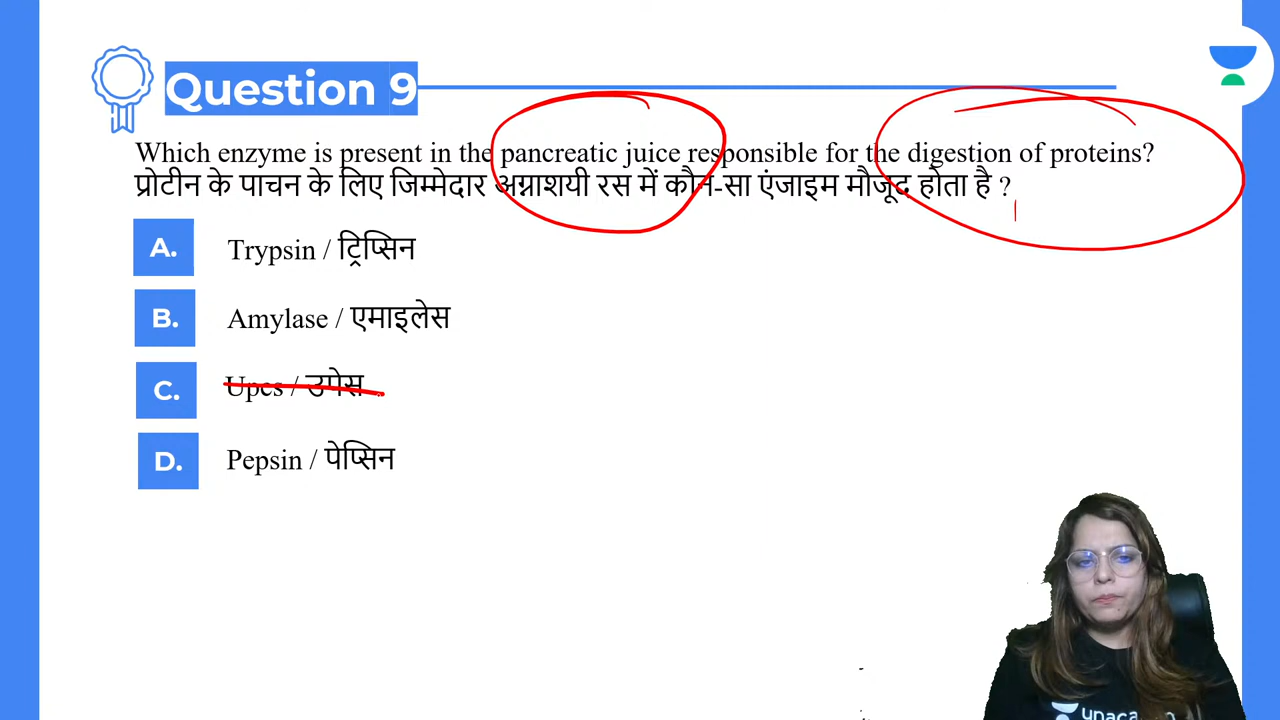 Question 9
Which enzyme is present in the pancreatic juice responsible for the digestion of proteins?
प्रोटीन के पाचन के लिए जिम्मेदार अग्नाशयी रस में कौन-सा एंजाइम मौजूद होता है ?
A. Trypsin / ट्रिप्सिन
B. Amylase / एमाइलेस
C. Upcs / उपेस
D. Pepsin / पेप्सिन